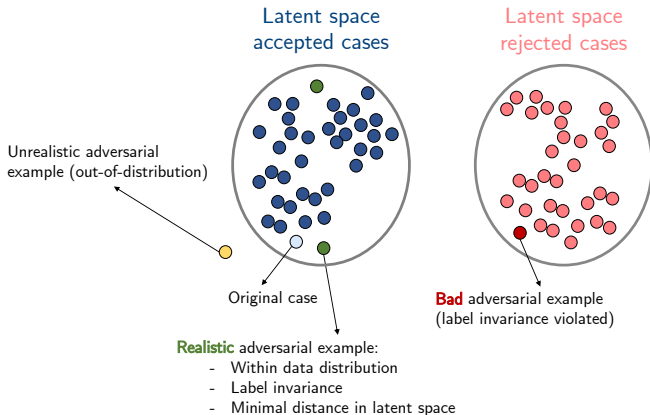 Latent space
accepted cases
Latent space
rejected cases
Unrealistic adversarial
example (out-of-distribution)
Original case
Bad adversarial example
(label invariance violated)
Realistic adversarial example:
- Within data distribution
- Label invariance
- Minimal distance in latent space